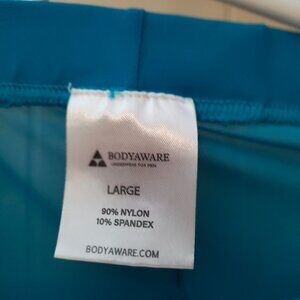 BODYAWARE
UNDERWEAR FOR MEN
LARGE
90% NYLON
10% SPANDEX
BODYAWARE.COM